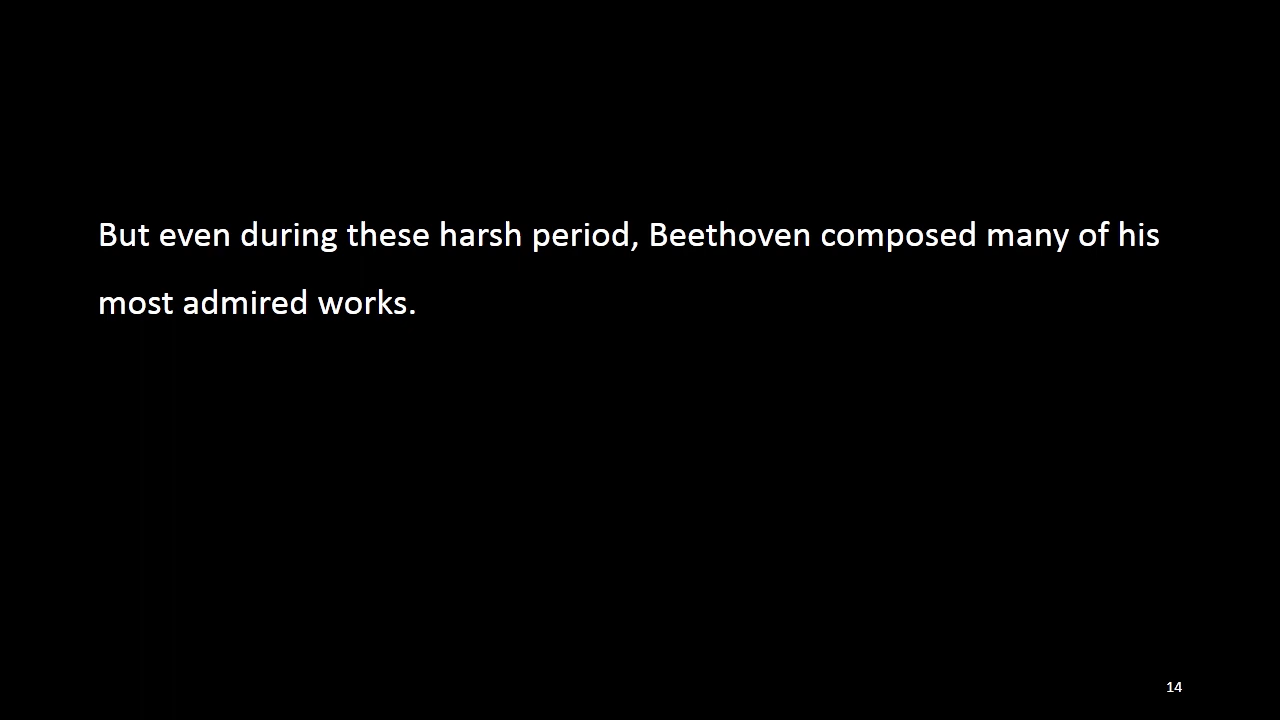 But even during these harsh period, Beethoven composed many of his
most admired works.
14